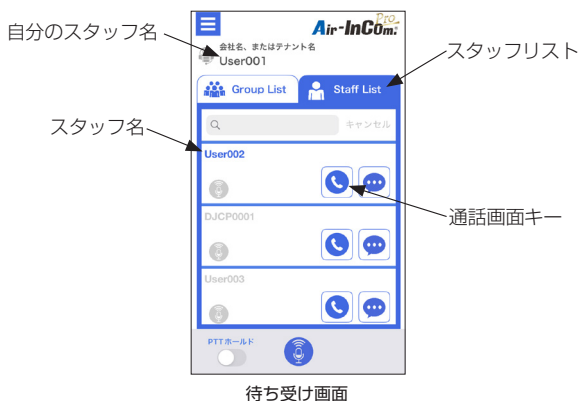 自分のスタッフ名
Air-InCom. Pro
会社名、またはテナント名
User001
スタッフリスト
Group List
Staff List
キャンセル
スタッフ名
User002
通話画面キー
DJCP0001
User003
PTTホールド
待ち受け画面